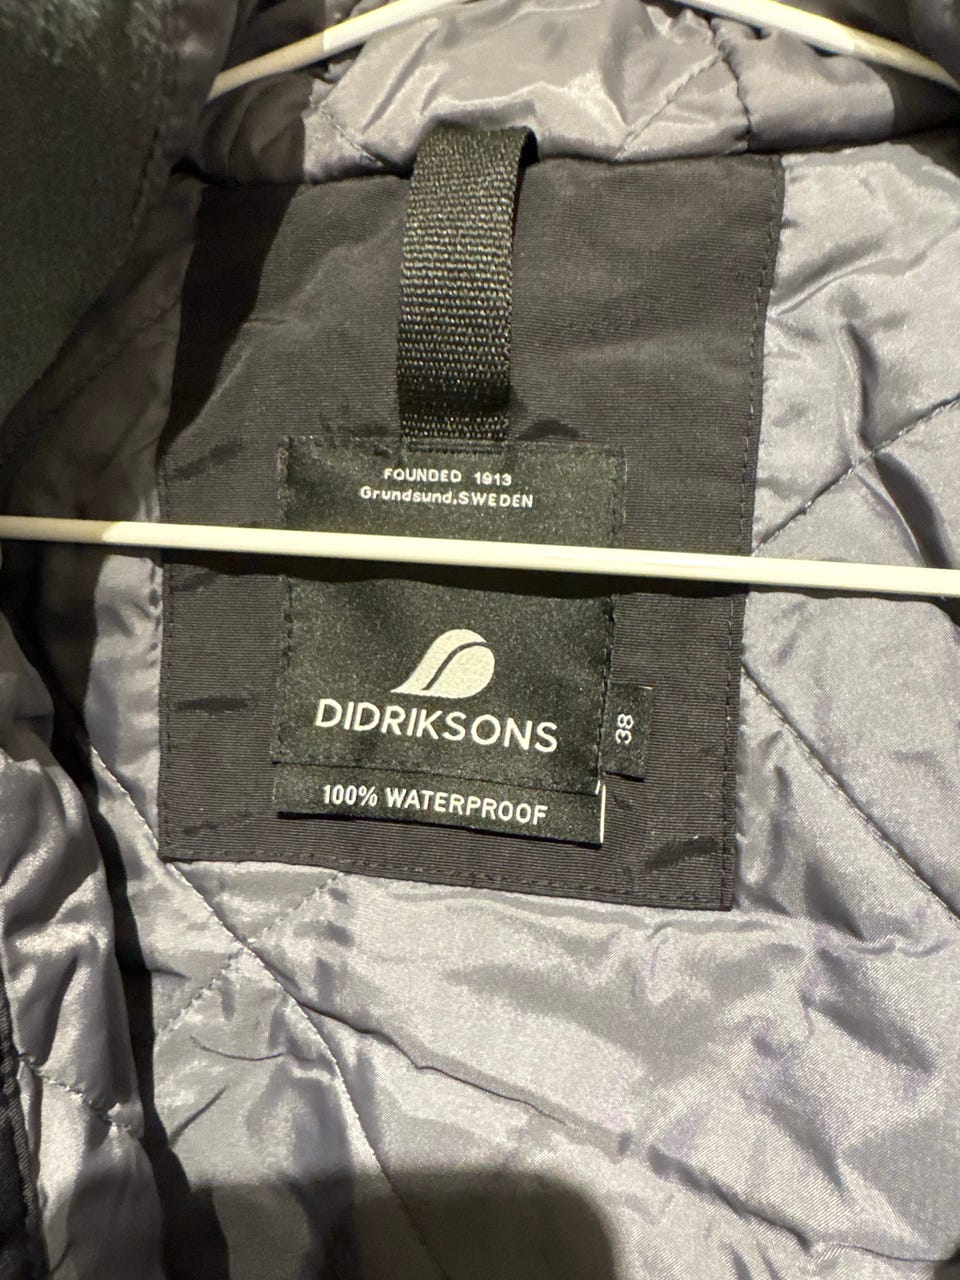 FOUNDED 1913
Grundsund,SWEDEN
DIDRIKSONS
38
100% WATERPROOF